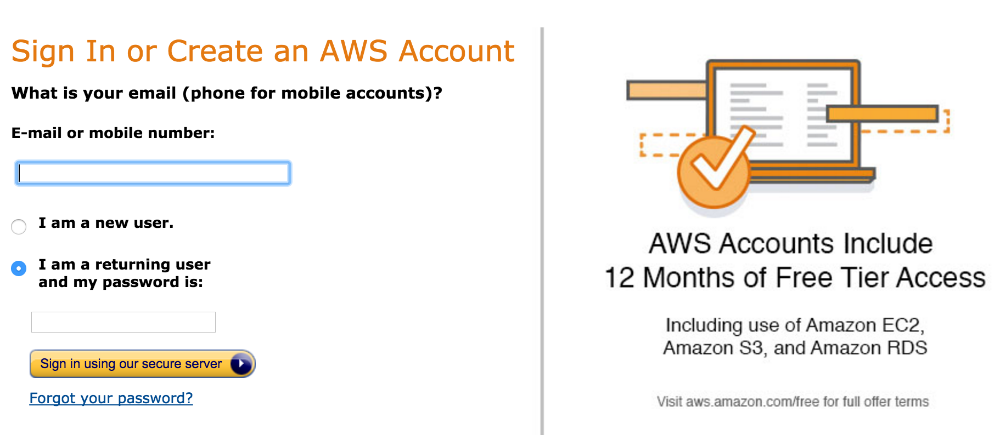 Sign In or Create an AWS Account
What is your email (phone for mobile accounts)?
E-mail or mobile number:
I am a new user.
I am a returning user
and my password is:
Sign in using our secure server
Forgot your password?
AWS Accounts Include
12 Months of Free Tier Access
Including use of Amazon EC2,
Amazon S3, and Amazon RDS
Visit aws.amazon.com/free for full offer terms